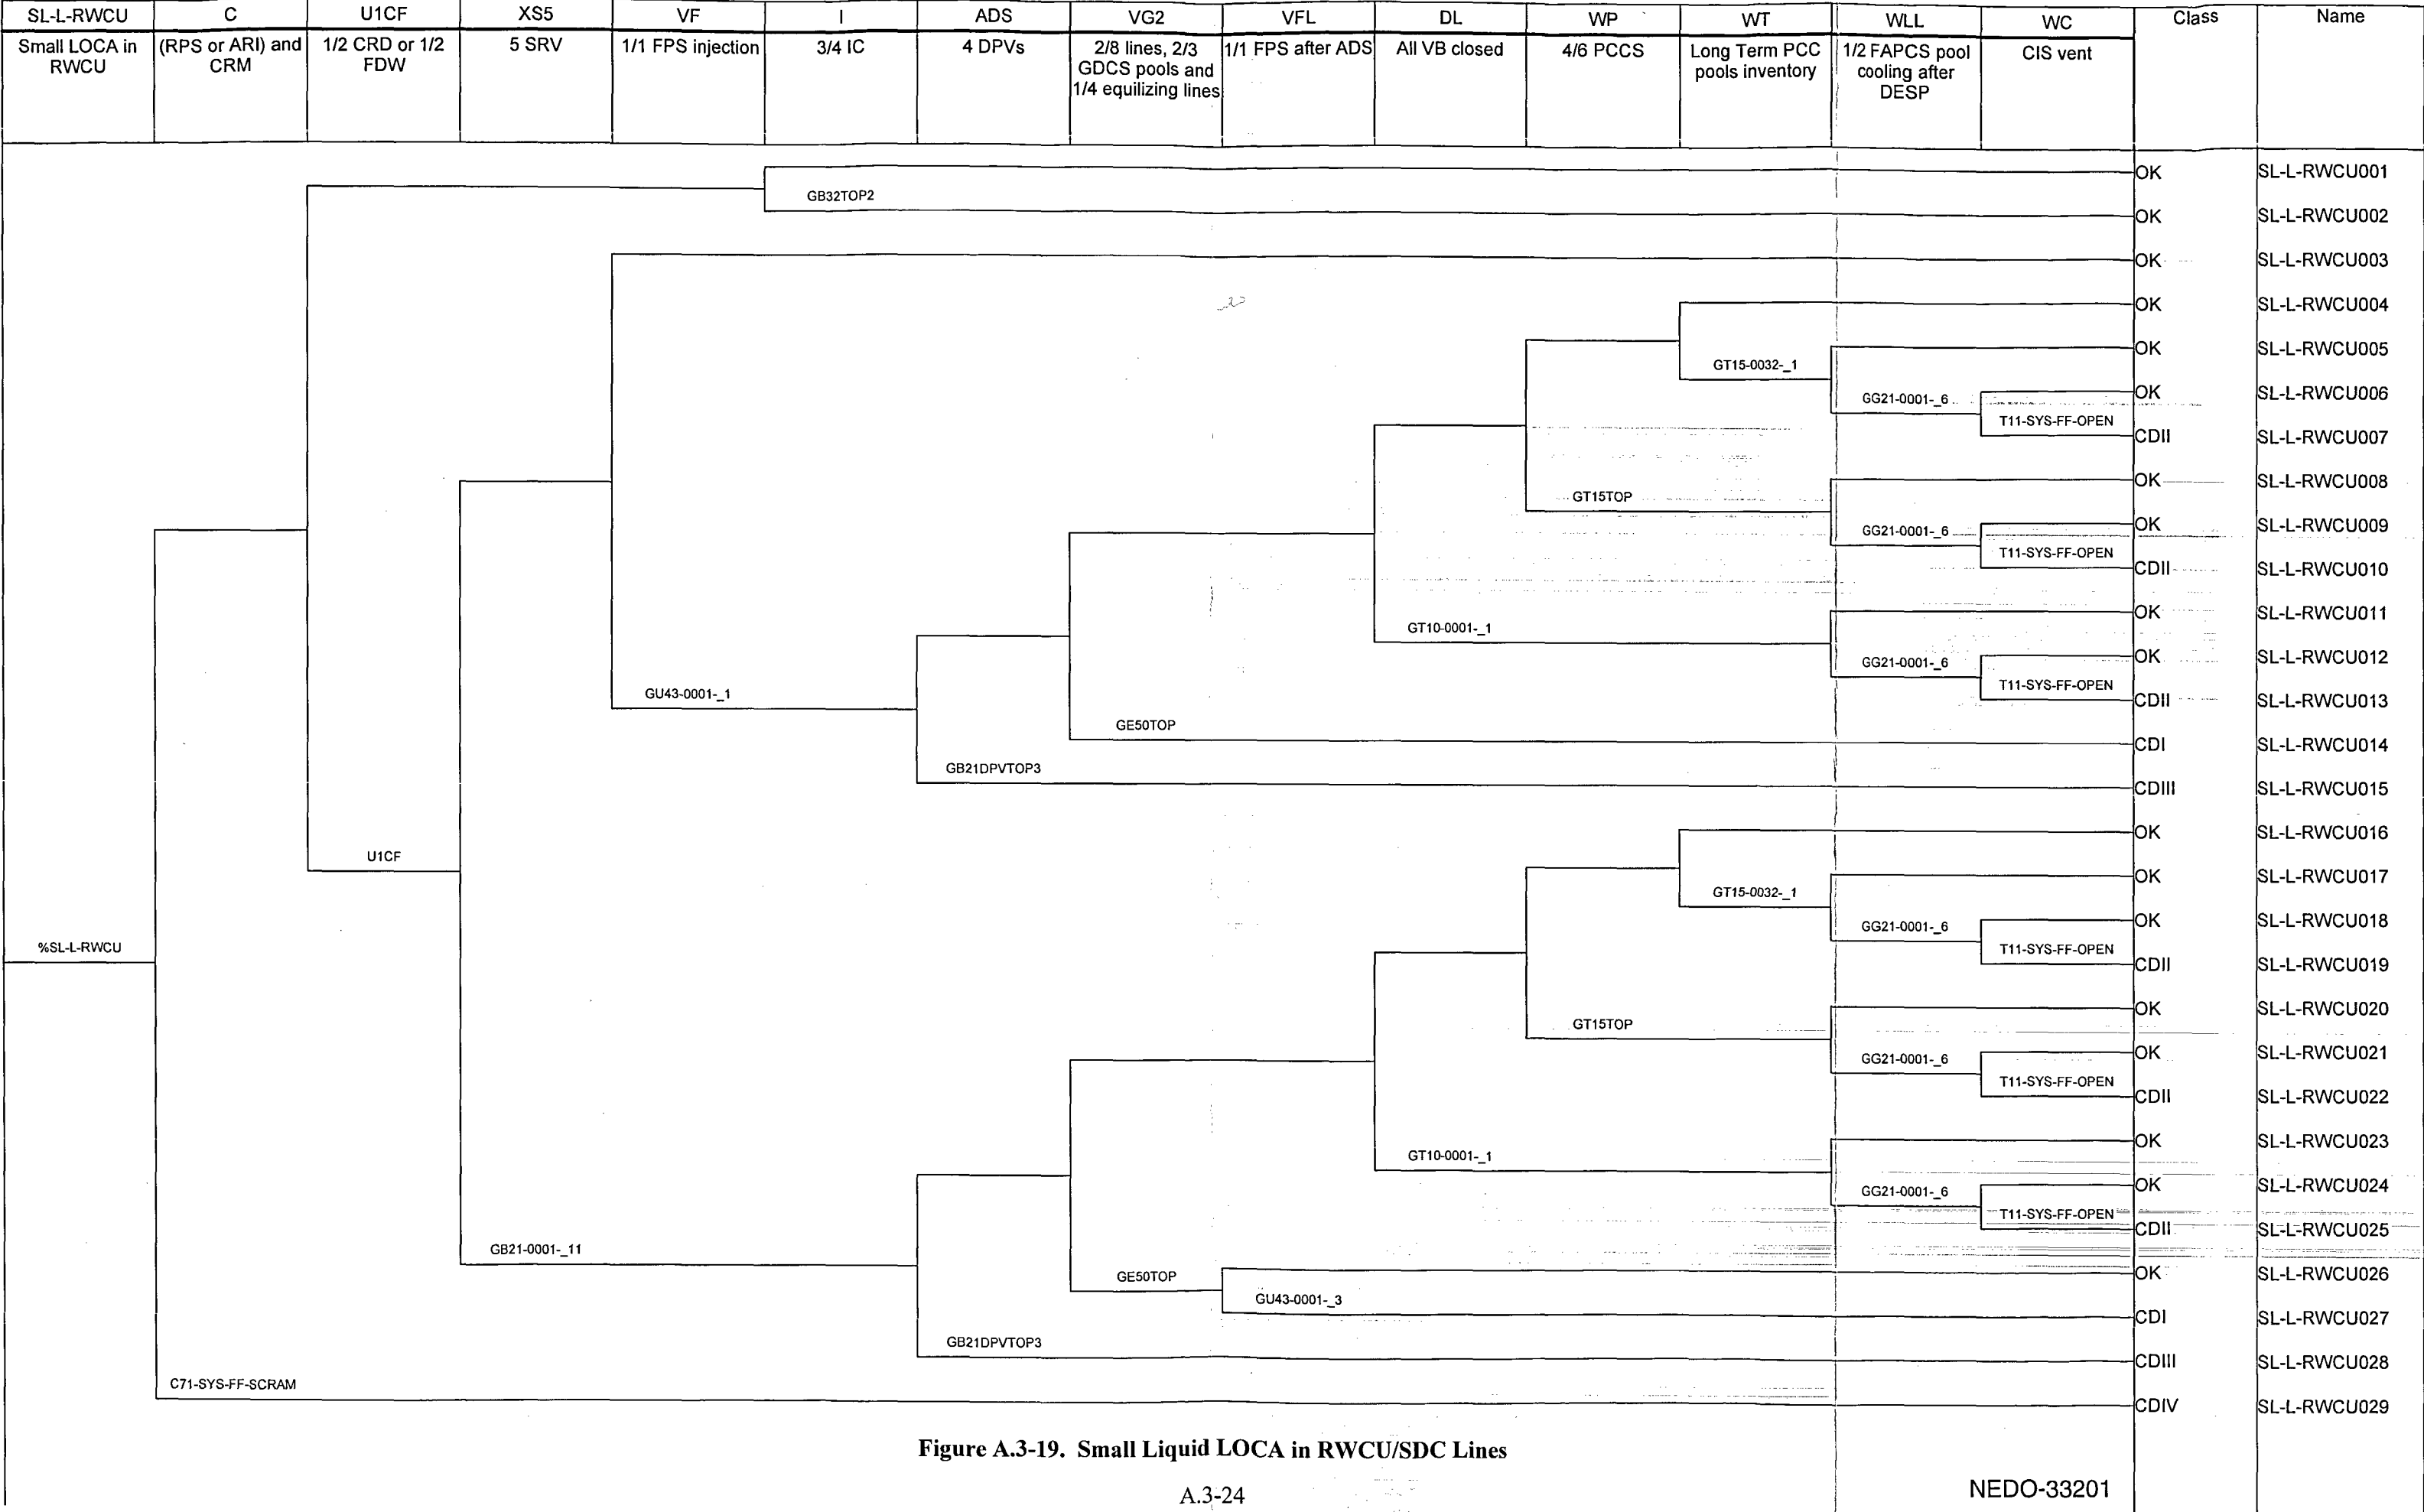 SL-L-RWCU C U1CF XS5 VF I ADS VG2 VFL DL WP WT WLL WC Class Name
Small LOCA in RWCU
(RPS or ARI) and CRM
1/2 CRD or 1/2 FDW
5 SRV
1/1 FPS injection
3/4 IC
4 DPVs
2/8 lines, 2/3 GDCS pools and 1/4 equilizing lines
1/1 FPS after ADS
All VB closed
4/6 PCCS
Long Term PCC pools inventory
1/2 FAPCS pool cooling after DESP
CIS vent
OK SL-L-RWCU001
GB32TOP2
OK SL-L-RWCU002
OK SL-L-RWCU003
OK SL-L-RWCU004
OK SL-L-RWCU005
GT15-0032-_1
OK SL-L-RWCU006
GG21-0001-_6
T11-SYS-FF-OPEN
CDII SL-L-RWCU007
OK SL-L-RWCU008
GT15TOP
OK SL-L-RWCU009
GG21-0001-_6
T11-SYS-FF-OPEN
CDII SL-L-RWCU010
OK SL-L-RWCU011
GT10-0001-_1
OK SL-L-RWCU012
GG21-0001-_6
T11-SYS-FF-OPEN
GU43-0001-_1
CDII SL-L-RWCU013
GE50TOP
CDI SL-L-RWCU014
GB21DPVTOP3
CDIII SL-L-RWCU015
OK SL-L-RWCU016
U1CF
OK SL-L-RWCU017
GT15-0032-_1
OK SL-L-RWCU018
GG21-0001-_6
%SL-L-RWCU
T11-SYS-FF-OPEN
CDII SL-L-RWCU019
OK SL-L-RWCU020
GT15TOP
OK SL-L-RWCU021
GG21-0001-_6
T11-SYS-FF-OPEN
CDII SL-L-RWCU022
OK SL-L-RWCU023
GT10-0001-_1
OK SL-L-RWCU024
GG21-0001-_6
T11-SYS-FF-OPEN
CDII SL-L-RWCU025
GB21-0001-_11
GE50TOP
OK SL-L-RWCU026
GU43-0001-_3
CDI SL-L-RWCU027
GB21DPVTOP3
CDIII SL-L-RWCU028
C71-SYS-FF-SCRAM
CDIV SL-L-RWCU029
Figure A.3-19. Small Liquid LOCA in RWCU/SDC Lines
A.3-24
NEDO-33201